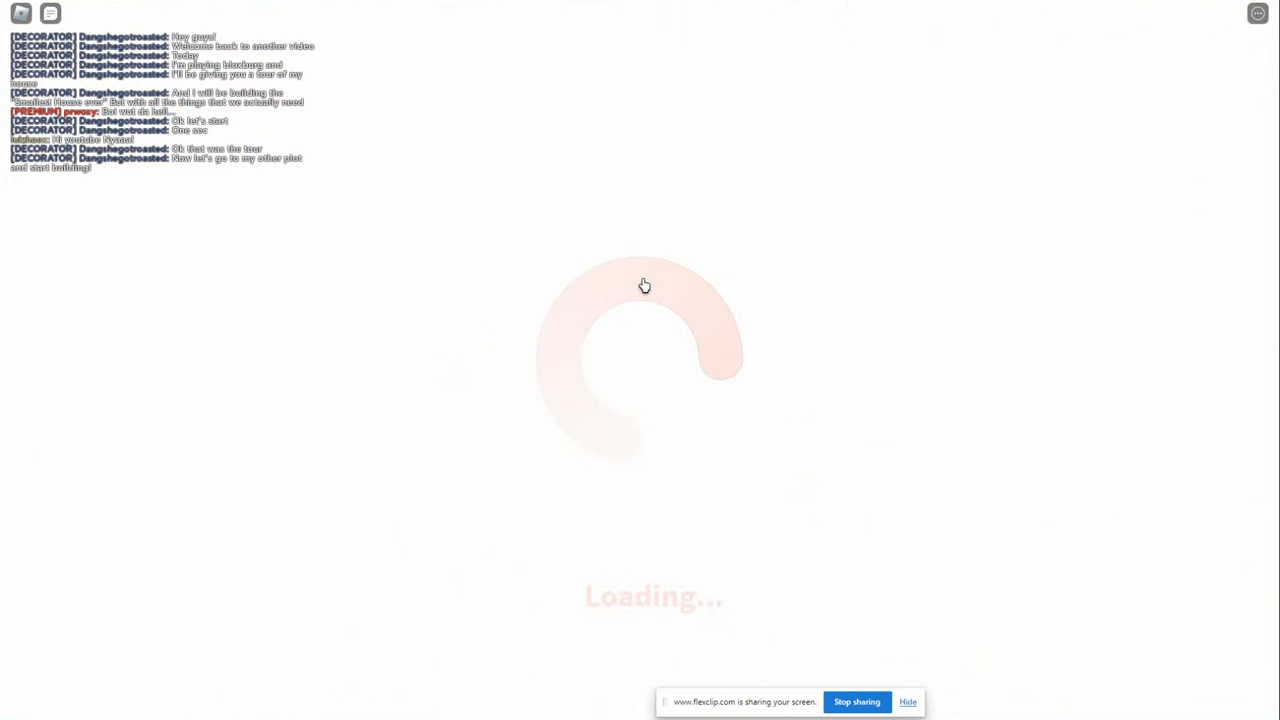 [DECORATOR] Dangshegotroasted: Hey guys!
[DECORATOR] Dangshegotroasted: Welcome back to another video
[DECORATOR] Dangshegotroasted: Today
[DECORATOR] Dangshegotroasted: I'm playing bloxburg and
[DECORATOR] Dangshegotroasted: I'll be giving you a tour of my
house
[DECORATOR] Dangshegotroasted: And I will be building the
"Smallest House ever" But with all the things that we actually need
[PREMIUM] prwoxy: Boi wut da hell...
[DECORATOR] Dangshegotroasted: Ok let's start
[DECORATOR] Dangshegotroasted: One sec
Hi youtube Nyaaa!
[DECORATOR] Dangshegotroasted: Ok that was the tour
[DECORATOR] Dangshegotroasted: Now let's go to my other plot
and start building!
Loading...
www.flexclip.com is sharing your screen.
Stop sharing
Hide